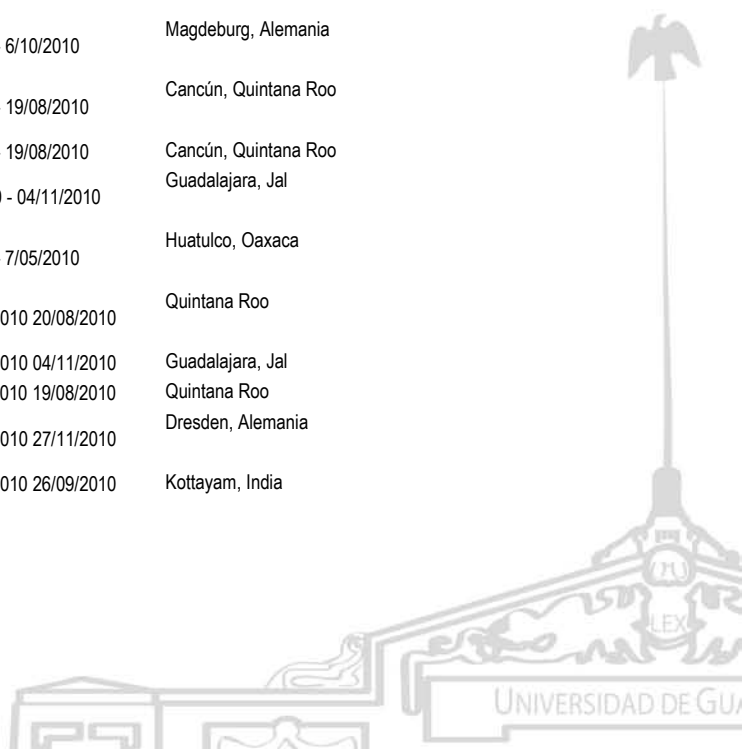 Magdeburg, Alemania
6/10/2010
Cancún, Quintana Roo
19/08/2010
19/08/2010 Cancún, Quintana Roo
Guadalajara, Jal
- 04/11/2010
Huatulco, Oaxaca
7/05/2010
Quintana Roo
010 20/08/2010
010 04/11/2010 Guadalajara, Jal
010 19/08/2010 Quintana Roo
Dresden, Alemania
010 27/11/2010
010 26/09/2010 Kottayam, India
LEX
UNIVERSIDAD DE GUA